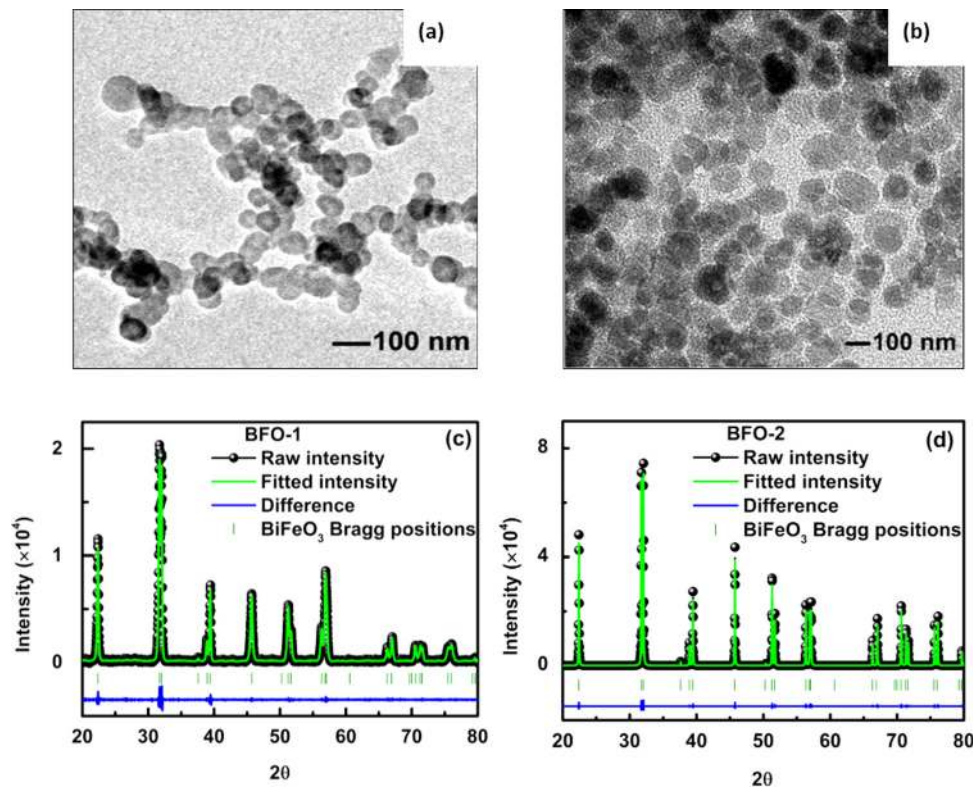 (a)
100 nm
(b)
100 nm
BFO-1
(c)
Raw intensity
Fitted intensity
Difference
BiFeO₃ Bragg positions
Intensity (×10⁴)
2
1
0
20 30 40 50 60 70 80
2θ
BFO-2
(d)
Raw intensity
Fitted intensity
Difference
BiFeO₃ Bragg positions
Intensity (×10⁴)
8
4
0
20 30 40 50 60 70 80
2θ